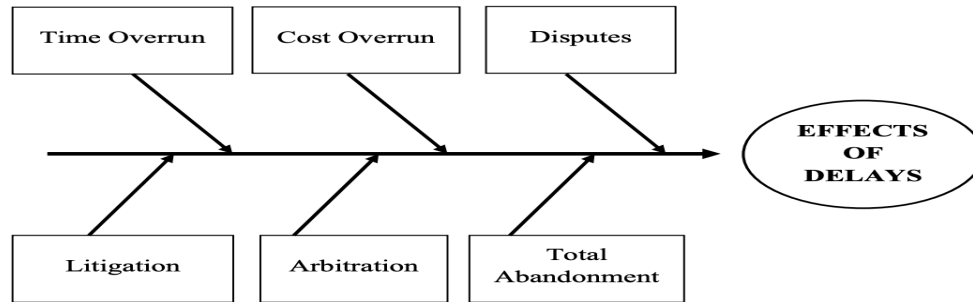 Time Overrun
Cost Overrun
Disputes
EFFECTS
OF
DELAYS
Litigation
Arbitration
Total
Abandonment